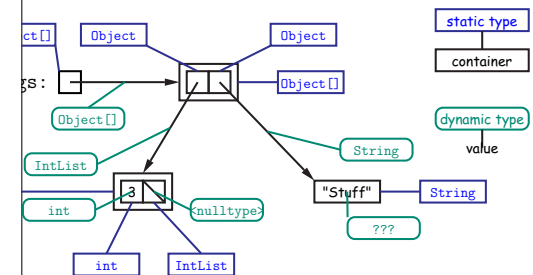 ct[]
Object
Object
static type
container
gs:
Object[]
Object[]
dynamic type
value
IntList
String
3
"Stuff"
String
int
<nulltype>
???
int
IntList